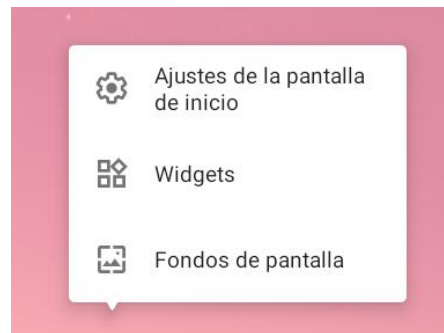 Ajustes de la pantalla
de inicio
Widgets
Fondos de pantalla